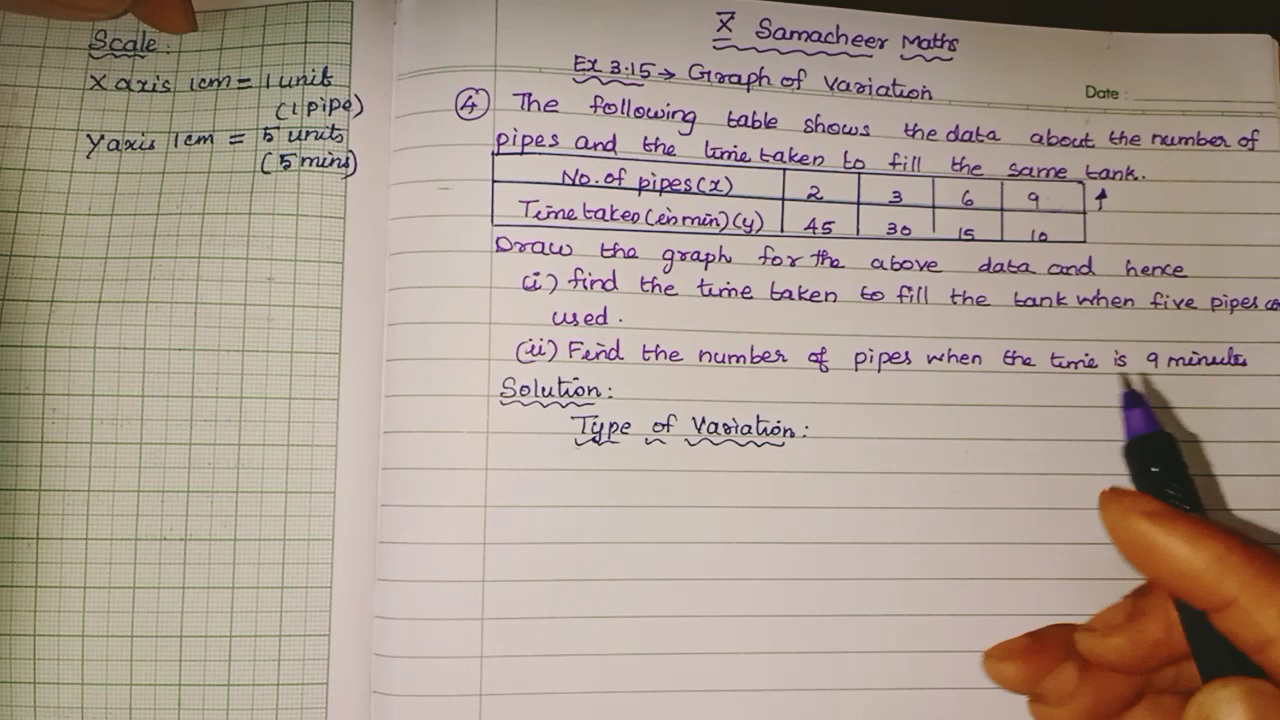 Scale:
X axis 1cm = 1 unit
(1 pipe)
Y axis 1cm = 5 units
(5 mins)
X Samacheer Maths
Ex 3.15 → Graph of Variation
Date :
④ The following table shows the data about the number of
pipes and the time taken to fill the same tank.
No. of pipes (x) 2 3 6 9 ↑
Time taken (in min) (y) 45 30 15 10
Draw the graph for the above data and hence
(i) find the time taken to fill the tank when five pipes
used.
(ii) Find the number of pipes when the time is 9 minutes
Solution:
Type of Variation: